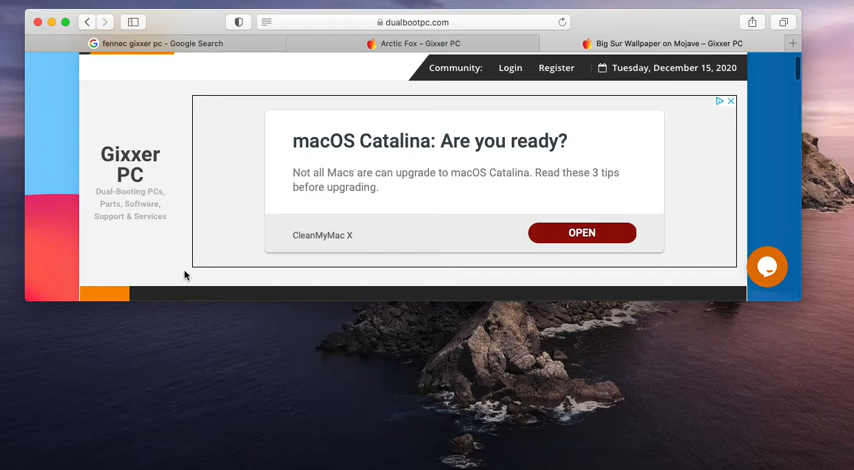 dualbootpc.com
fennec gixxer pc - Google Search
Arctic Fox – Gixxer PC
Big Sur Wallpaper on Mojave – Gixxer PC
Community:
Login
Register
Tuesday, December 15, 2020
Gixxer
PC
Dual-Booting PCs,
Parts, Software,
Support & Services
macOS Catalina: Are you ready?
Not all Macs are can upgrade to macOS Catalina. Read these 3 tips
before upgrading.
CleanMyMac X
OPEN